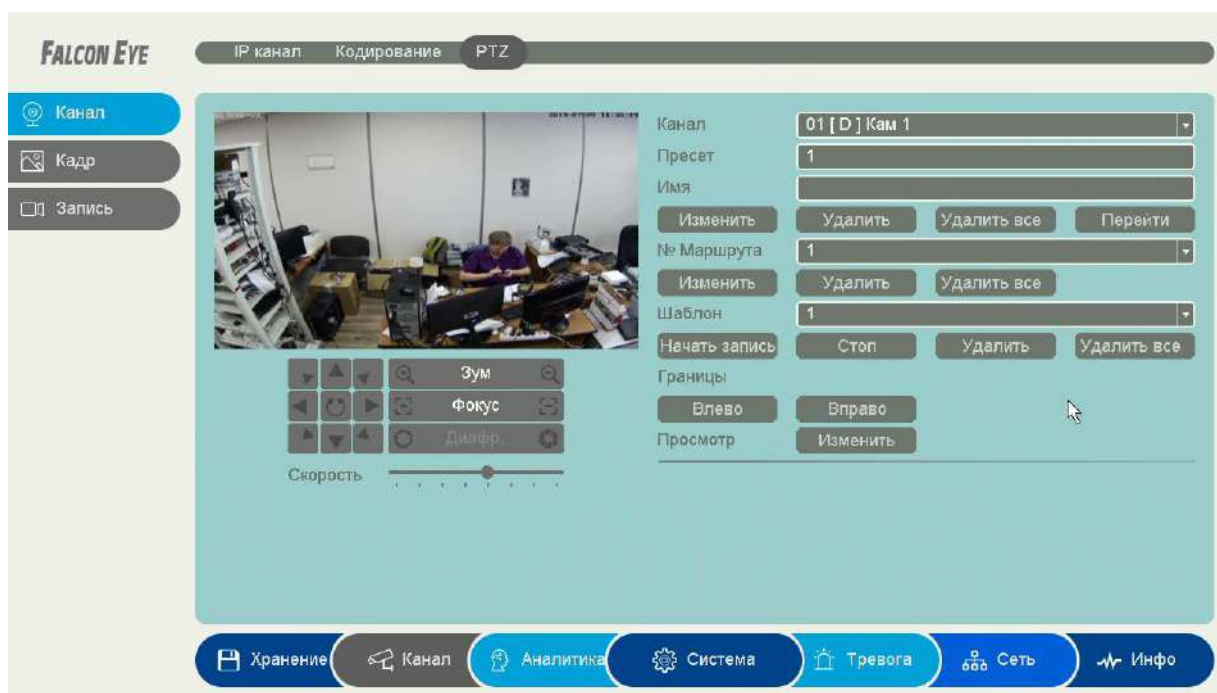 FALCON EYE
IP канал Кодирование PTZ
Канал
Кадр
Запись
Канал 01 [ D ] Кам 1
Пресет 1
Имя
Изменить Удалить Удалить все Перейти
№ Маршрута 1
Изменить Удалить Удалить все
Шаблон 1
Начать запись Стоп Удалить Удалить все
Границы
Влево Вправо
Просмотр Изменить
Зум
Фокус
Диафр.
Скорость
Хранение Канал Аналитика Система Тревога Сеть Инфо